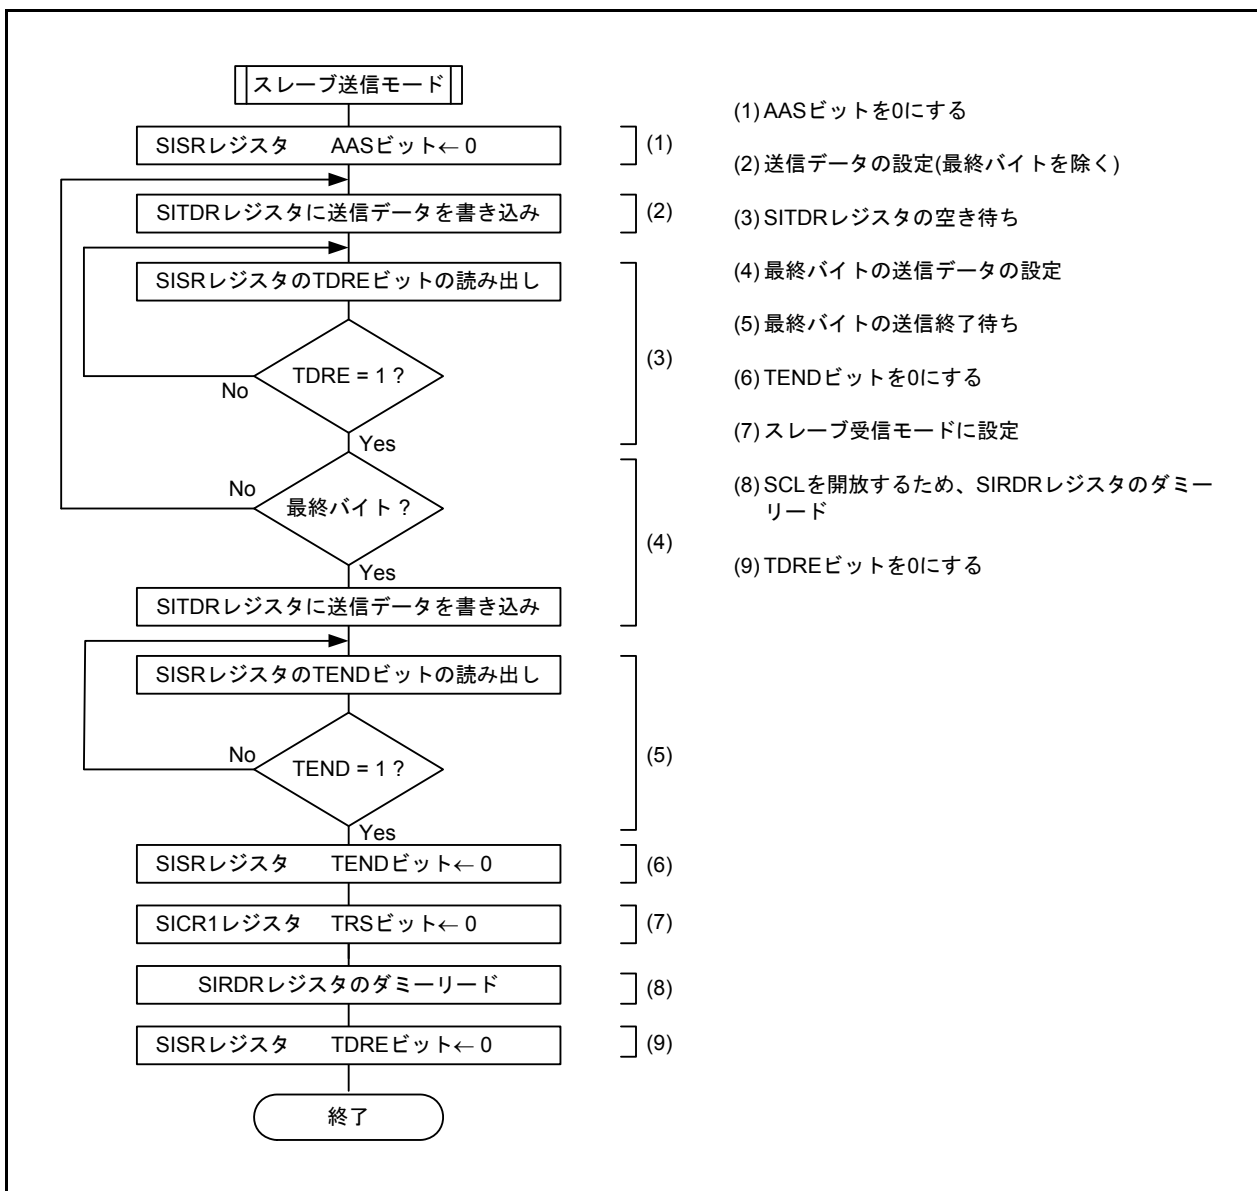 スレーブ送信モード
SISRレジスタ AASビット← 0
(1)
SITDRレジスタに送信データを書き込み
(2)
SISRレジスタのTDREビットの読み出し
TDRE = 1 ?
No
(3)
Yes
No
最終バイト ?
(4)
Yes
SITDRレジスタに送信データを書き込み
SISRレジスタのTENDビットの読み出し
No
TEND = 1 ?
(5)
Yes
SISRレジスタ TENDビット← 0
(6)
SICR1レジスタ TRSビット← 0
(7)
SIRDRレジスタのダミーリード
(8)
SISRレジスタ TDREビット← 0
(9)
終了
(1) AASビットを0にする
(2) 送信データの設定(最終バイトを除く)
(3) SITDRレジスタの空き待ち
(4) 最終バイトの送信データの設定
(5) 最終バイトの送信終了待ち
(6) TENDビットを0にする
(7) スレーブ受信モードに設定
(8) SCLを開放するため、SIRDRレジスタのダミー
リード
(9) TDREビットを0にする